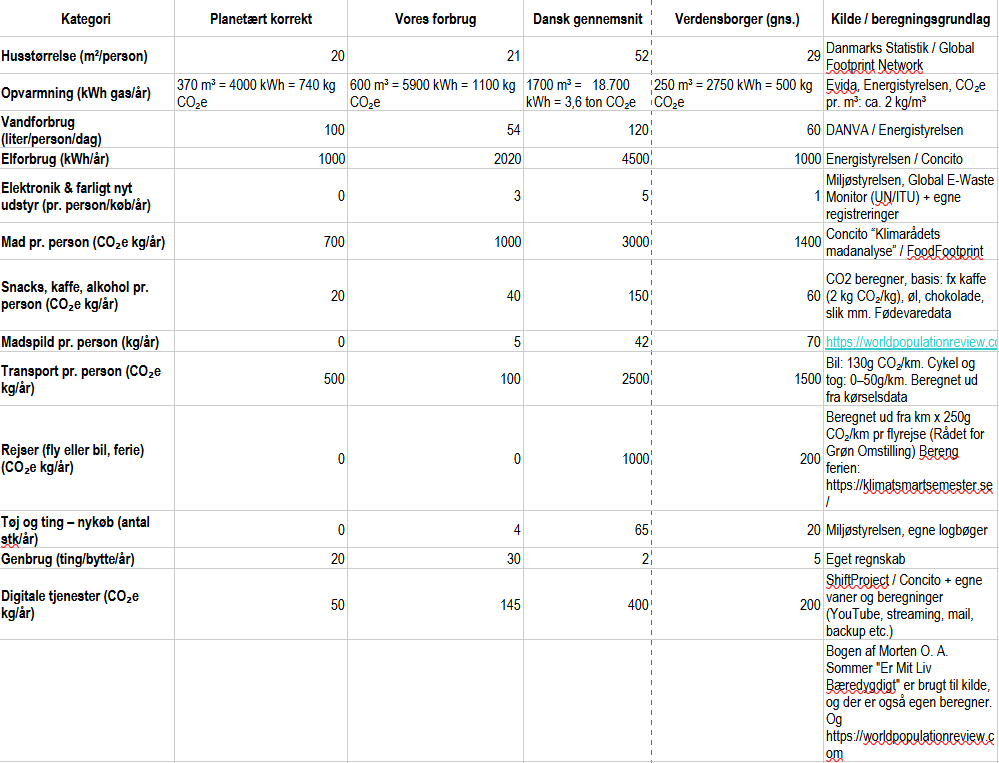 Kategori Planetært korrekt Vores forbrug Dansk gennemsnit Verdensborger (gns.) Kilde / beregningsgrundlag
Husstørrelse (m²/person) 20 21 52 29 Danmarks Statistik / Global
Footprint Network
Opvarmning (kWh gas/år) 370 m³ = 4000 kWh = 740 kg
CO₂e 600 m³ = 5900 kWh = 1100 kg
CO₂e 1700 m³ = 18.700
kWh = 3,6 ton CO₂e 250 m³ = 2750 kWh = 500 kg
CO₂e Evida, Energistyrelsen, CO₂e
pr. m³: ca. 2 kg/m³
Vandforbrug
(liter/person/dag) 100 54 120 60 DANVA / Energistyrelsen
Elforbrug (kWh/år) 1000 2020 4500 1000 Energistyrelsen / Concito
Elektronik & farligt nyt
udstyr (pr. person/køb/år) 0 3 5 1 Miljøstyrelsen, Global E-Waste
Monitor (UN/ITU) + egne
registreringer
Mad pr. person (CO₂e kg/år) 700 1000 3000 1400 Concito “Klimarådets
madanalyse” / FoodFootprint
Snacks, kaffe, alkohol pr.
person (CO₂e kg/år) 20 40 150 60 CO2 beregner, basis: fx kaffe
(2 kg CO₂/kg), øl, chokolade,
slik mm. Fødevaredata
Madspild pr. person (kg/år) 0 5 42 70 https://worldpopulationreview.co
Transport pr. person (CO₂e
kg/år) 500 100 2500 1500 Bil: 130g CO₂/km. Cykel og
tog: 0–50g/km. Beregnet ud
fra kørselsdata
Rejser (fly eller bil, ferie)
(CO₂e kg/år) 0 0 1000 200 Beregnet ud fra km x 250g
CO₂/km pr flyrejse (Rådet for
Grøn Omstilling) Bereng
ferien:
https://klimatsmartsemester.se
/
Tøj og ting – nykøb (antal
stk/år) 0 4 65 20 Miljøstyrelsen, egne logbøger
Genbrug (ting/bytte/år) 20 30 2 5 Eget regnskab
Digitale tjenester (CO₂e
kg/år) 50 145 400 200 ShiftProject / Concito + egne
vaner og beregninger
(YouTube, streaming, mail,
backup etc.)
Bogen af Morten O. A.
Sommer "Er Mit Liv
Bæredygdigt" er brugt til kilde,
og der er også egen beregner.
Og
https://worldpopulationreview.c
om